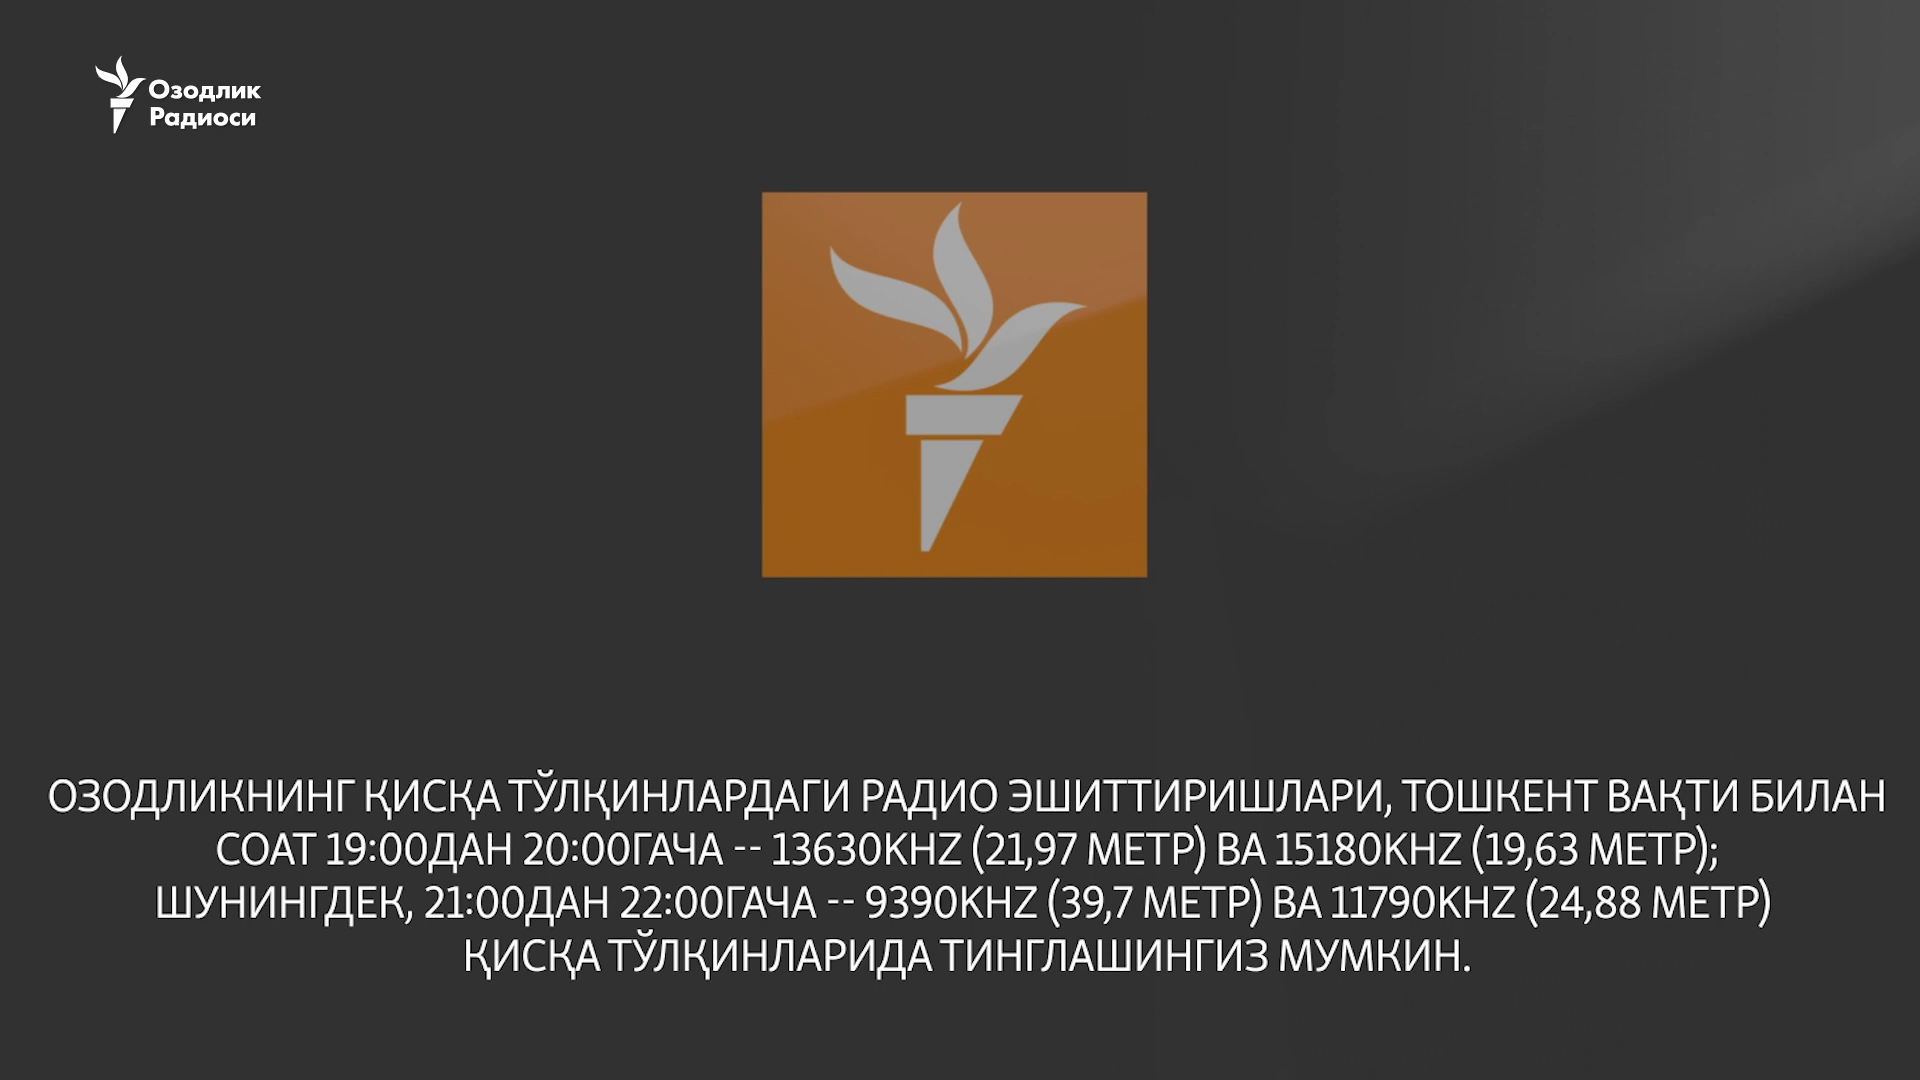 Озодлик
Радиоси
ОЗОДЛИКНИНГ ҚИСҚА ТЎЛҚИНЛАРДАГИ РАДИО ЭШИТТИРИШЛАРИ, ТОШКЕНТ ВАҚТИ БИЛАН
СОАТ 19:00ДАН 20:00ГАЧА -- 13630KHZ (21,97 МЕТР) ВА 15180KHZ (19,63 МЕТР);
ШУНИНГДЕК, 21:00ДАН 22:00ГАЧА -- 9390KHZ (39,7 МЕТР) ВА 11790KHZ (24,88 МЕТР)
ҚИСҚА ТЎЛҚИНЛАРИДА ТИНГЛАШИНГИЗ МУМКИН.